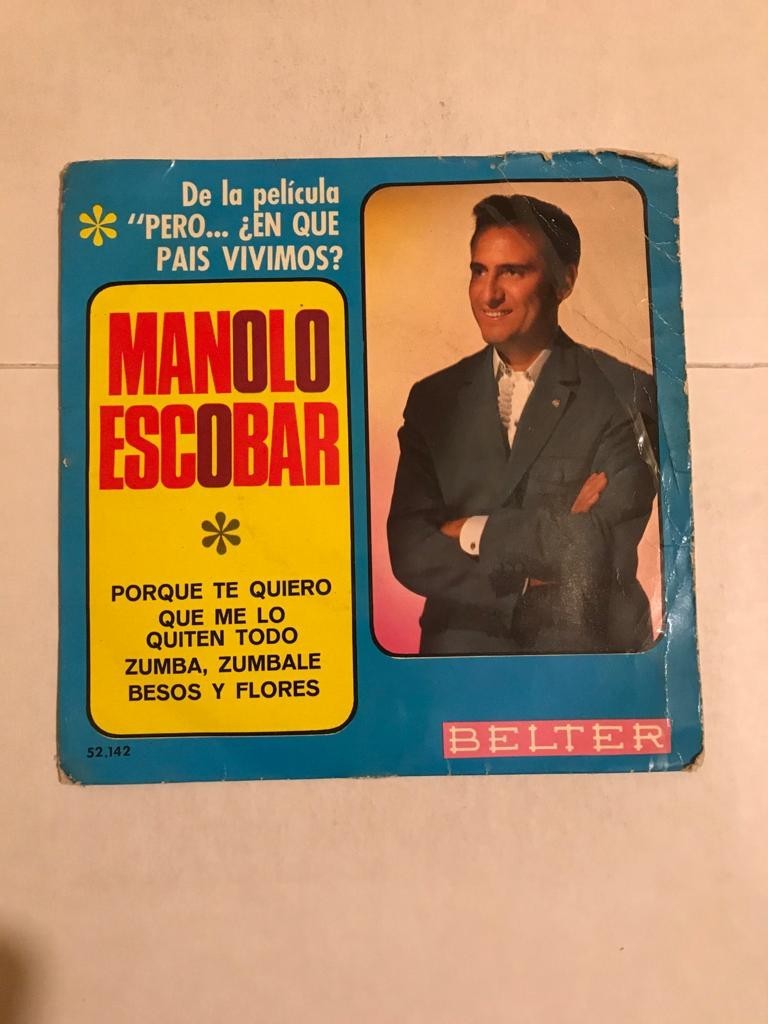 De la película
"PERO... ¿EN QUE
PAIS VIVIMOS?
MANOLO
ESCOBAR
PORQUE TE QUIERO
QUE ME LO
QUITEN TODO
ZUMBA, ZUMBALE
BESOS Y FLORES
52.142
BELTER